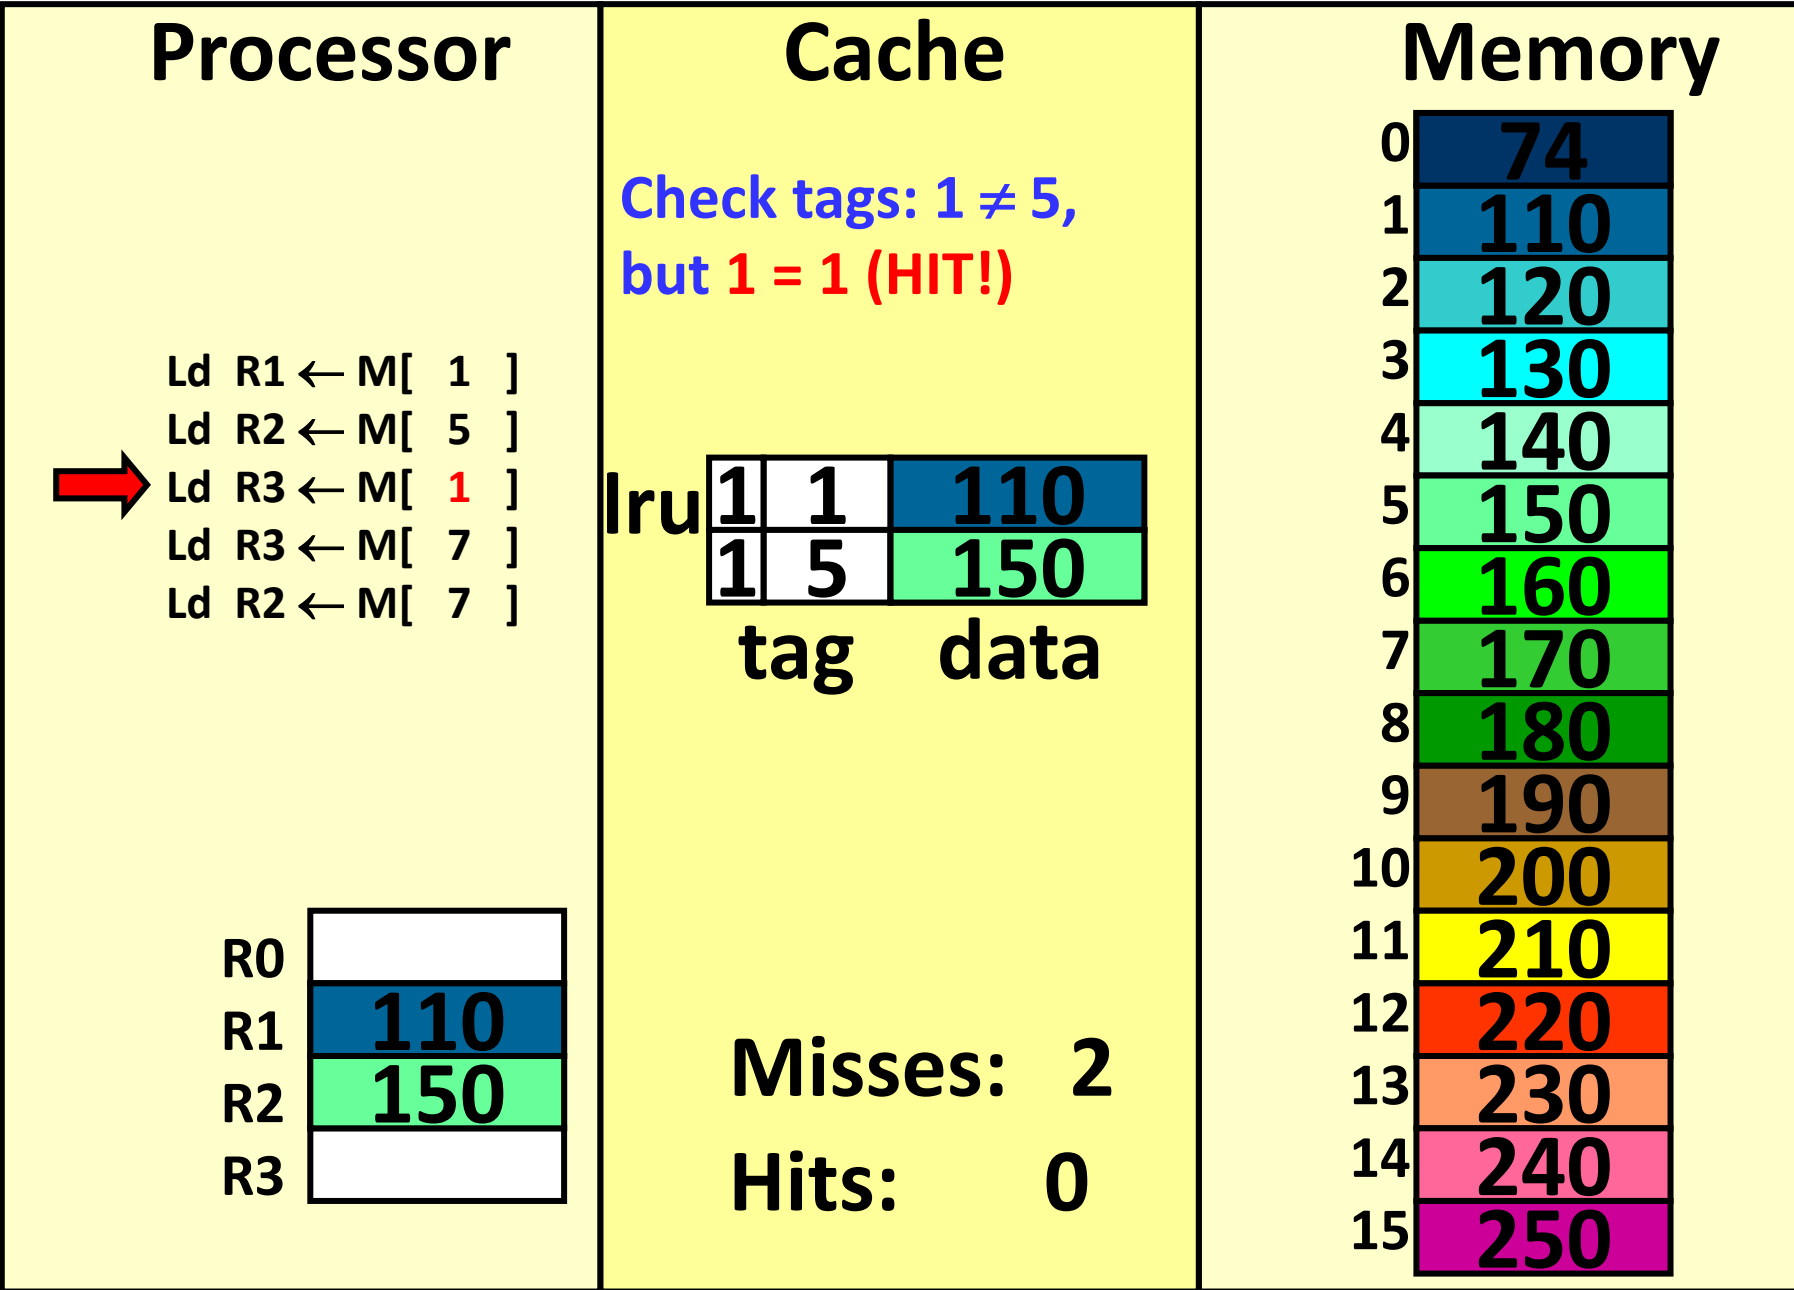 Processor
Ld R1 ← M[ 1 ]
Ld R2 ← M[ 5 ]
Ld R3 ← M[ 1 ]
Ld R3 ← M[ 7 ]
Ld R2 ← M[ 7 ]
R0
R1 110
R2 150
R3
Cache
Check tags: 1 ≠ 5,
but 1 = 1 (HIT!)
lru
1 1 110
1 5 150
tag data
Misses: 2
Hits: 0
Memory
0 74
1 110
2 120
3 130
4 140
5 150
6 160
7 170
8 180
9 190
10 200
11 210
12 220
13 230
14 240
15 250